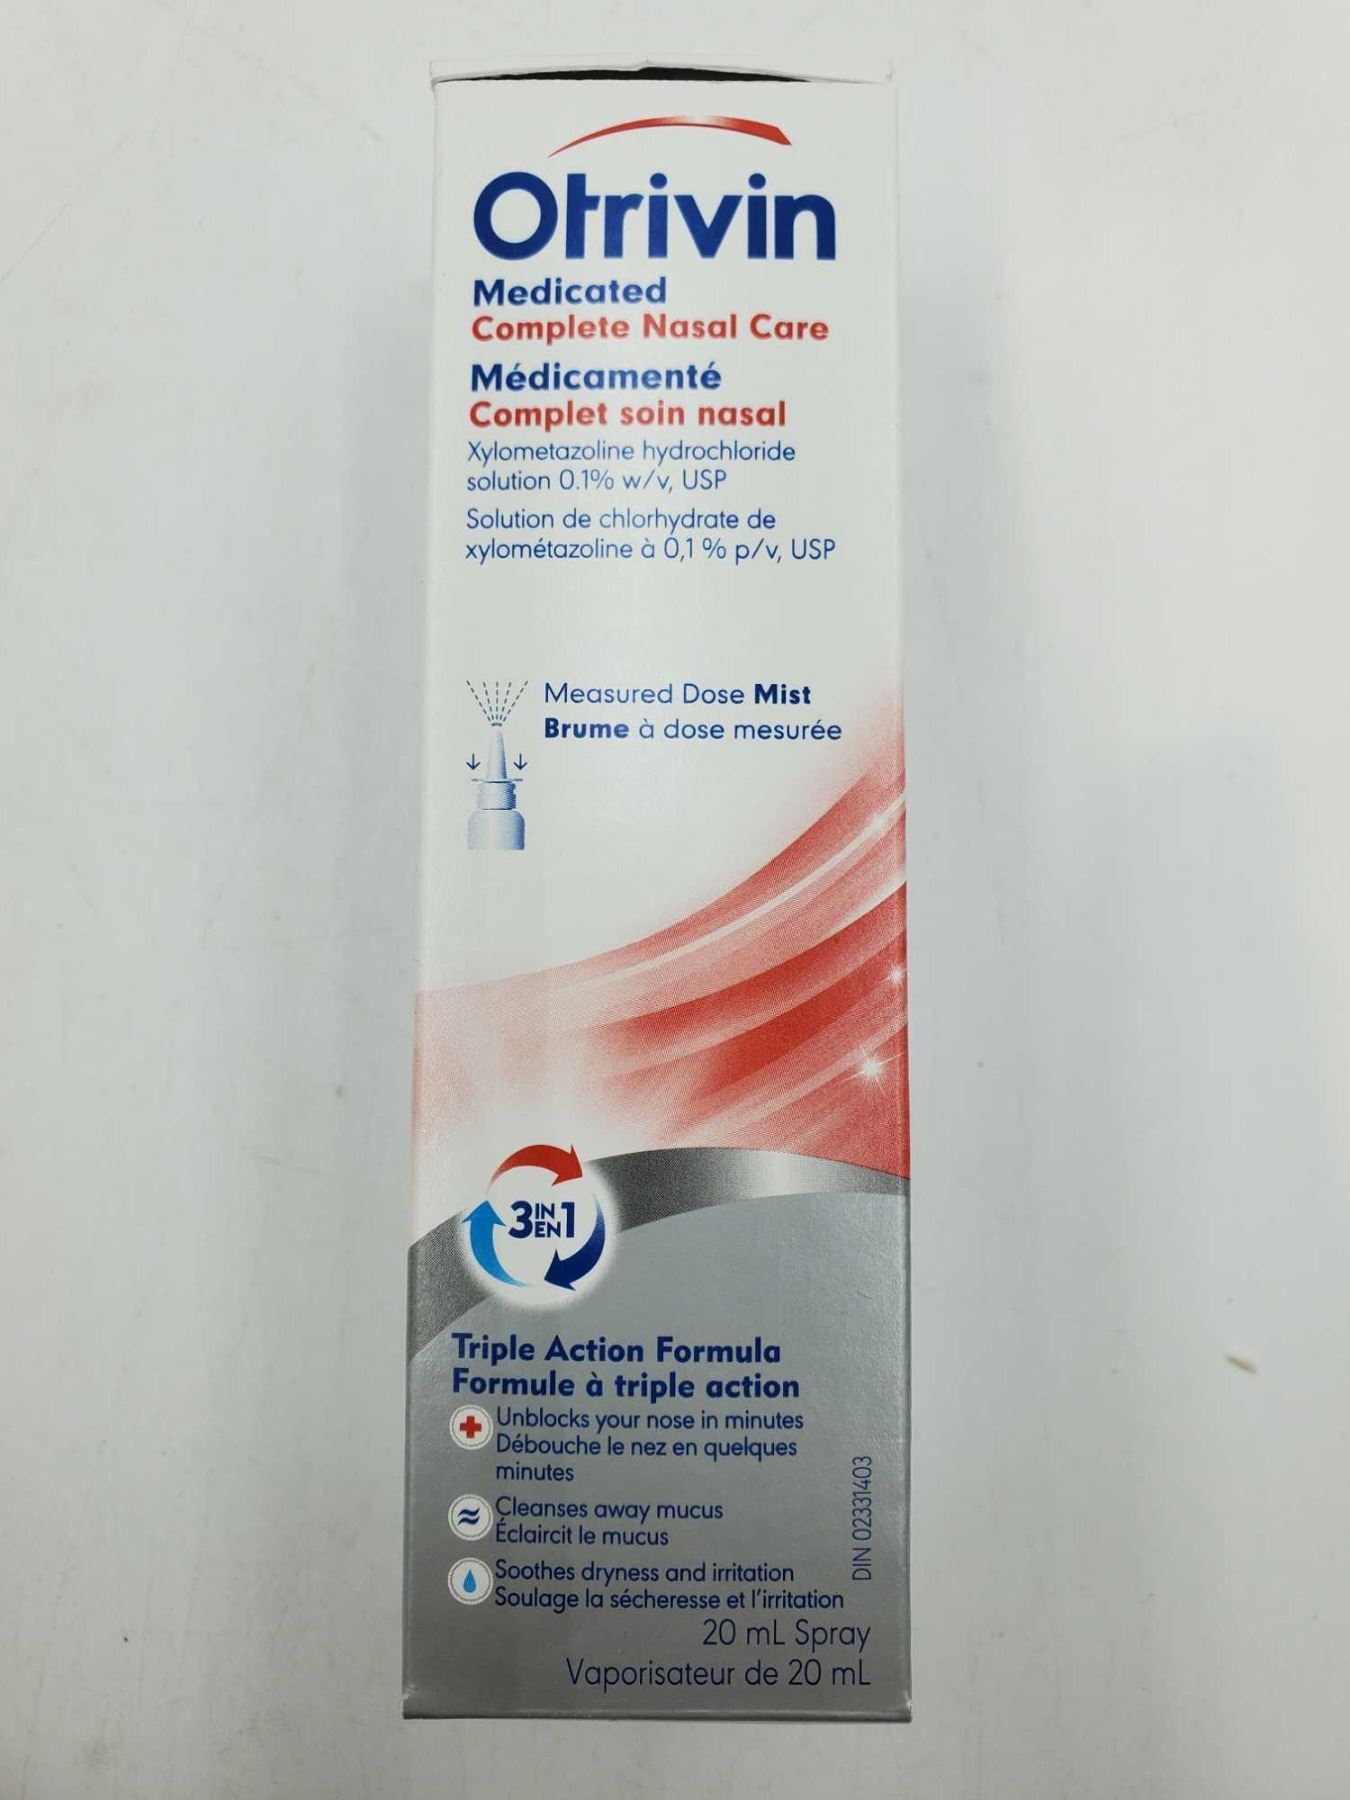 Otrivin
Medicated
Complete Nasal Care
Médicamenté
Complet soin nasal
Xylometazoline hydrochloride
solution 0.1% w/v, USP
Solution de chlorhydrate de
xylométazoline à 0,1 % p/v, USP
Measured Dose Mist
Brume à dose mesurée
3 IN EN 1
Triple Action Formula
Formule à triple action
Unblocks your nose in minutes
Débouche le nez en quelques
minutes
Cleanses away mucus
Éclaircit le mucus
Soothes dryness and irritation
Soulage la sécheresse et l'irritation
DIN 02331403
20 mL Spray
Vaporisateur de 20 mL